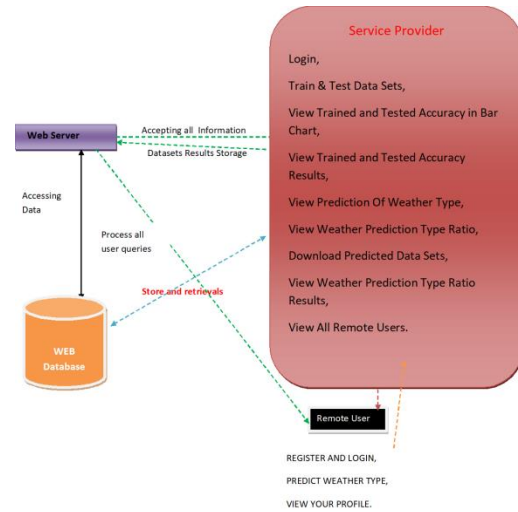 Service Provider
Login,
Train & Test Data Sets,
View Trained and Tested Accuracy in Bar
Chart,
View Trained and Tested Accuracy
Results,
View Prediction Of Weather Type,
View Weather Prediction Type Ratio,
Download Predicted Data Sets,
View Weather Prediction Type Ratio
Results,
View All Remote Users.
Web Server
Accepting all Information
Datasets Results Storage
Accessing
Data
Process all
user queries
Store and retrievals
WEB
Database
Remote User
REGISTER AND LOGIN,
PREDICT WEATHER TYPE,
VIEW YOUR PROFILE.